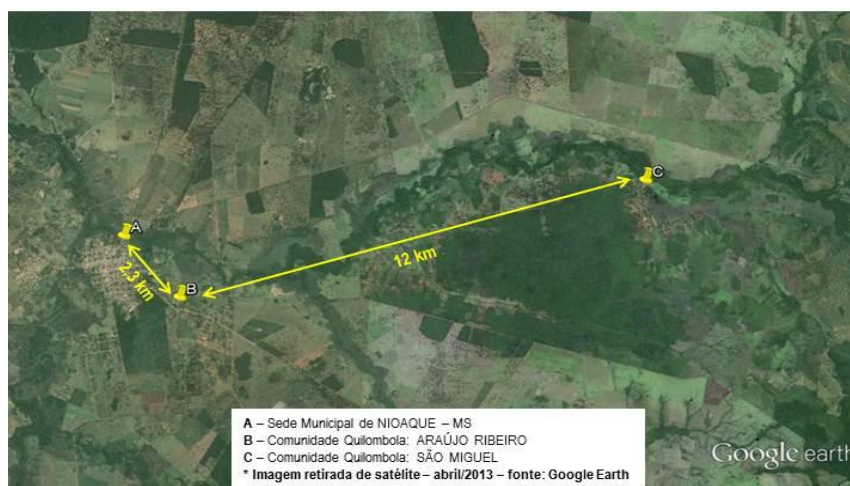 C
A
12 km
2,3 km
B
A – Sede Municipal de NIOAQUE – MS
B – Comunidade Quilombola: ARAÚJO RIBEIRO
C – Comunidade Quilombola: SÃO MIGUEL
* Imagem retirada de satélite – abril/2013 – fonte: Google Earth
Google earth